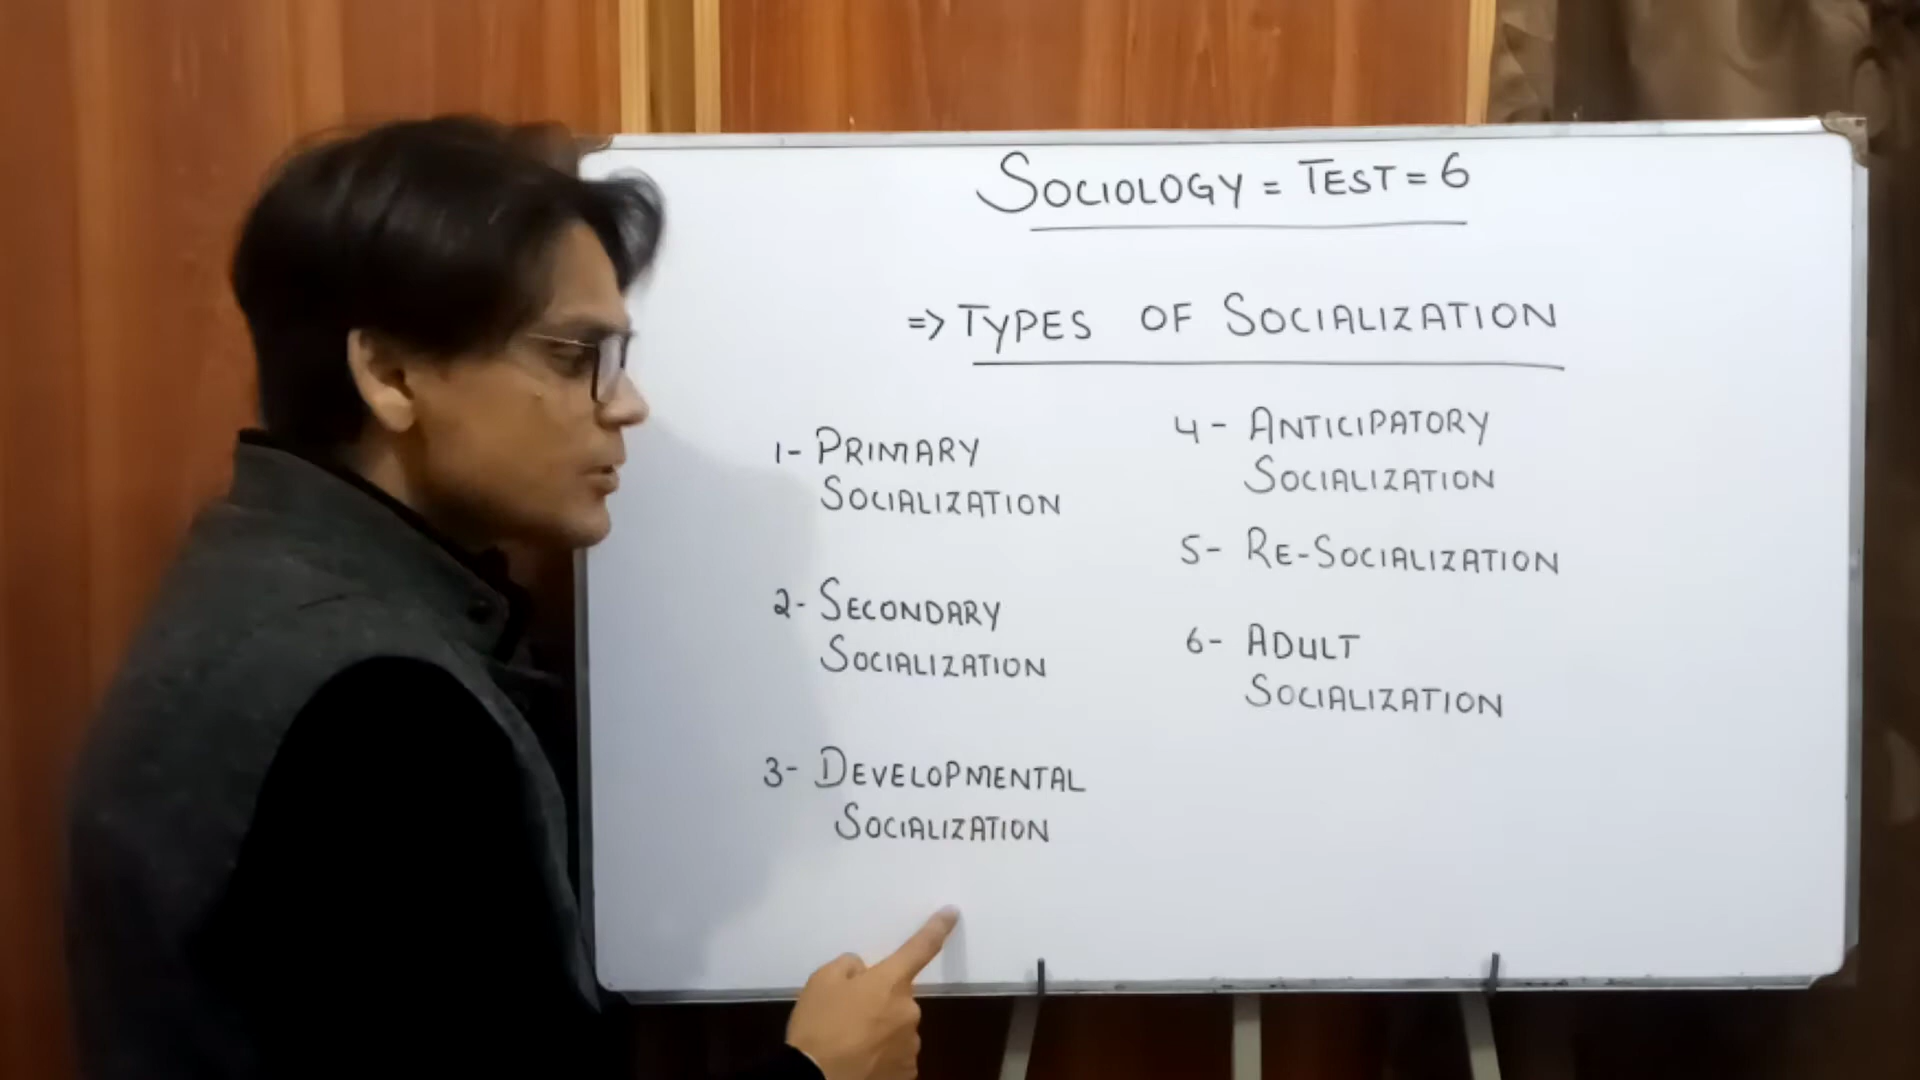 SOCIOLOGY = TEST = 6
=> TYPES OF SOCIALIZATION
1- PRIMARY
SOCIALIZATION
2- SECONDARY
SOCIALIZATION
3- DEVELOPMENTAL
SOCIALIZATION
4- ANTICIPATORY
SOCIALIZATION
5- RE-SOCIALIZATION
6- ADULT
SOCIALIZATION